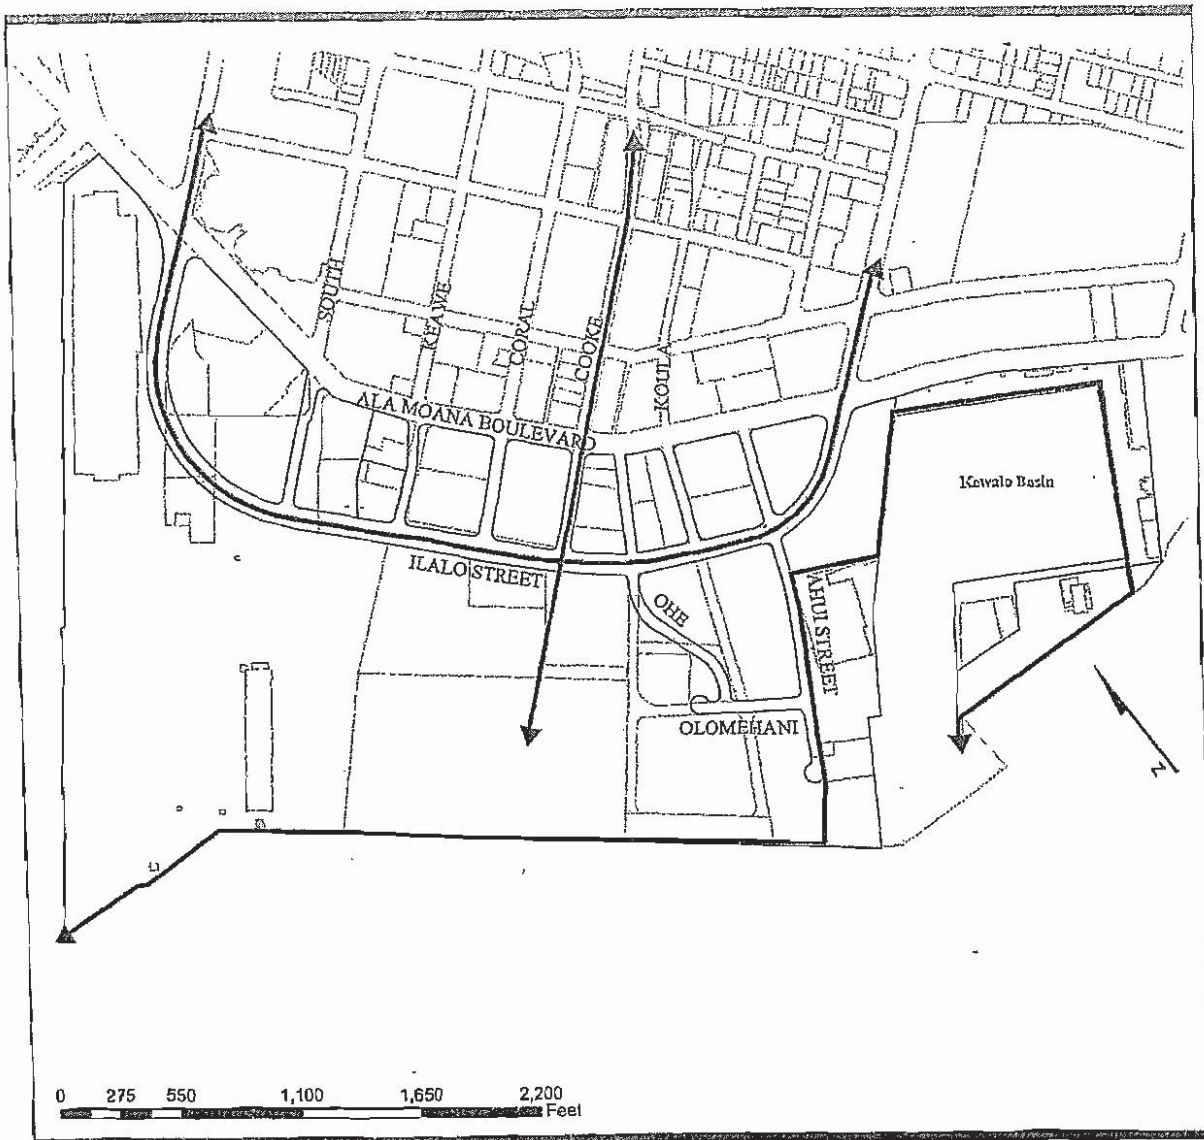 SOUTH
KEAWE
CORAL
COOKE
KOULA
ALA MOANA BOULEVARD
Kewalo Basin
ILALO STREET
OHE
AHUI STREET
OLOMEHANI
N
0 275 550 1,100 1,650 2,200
Feet